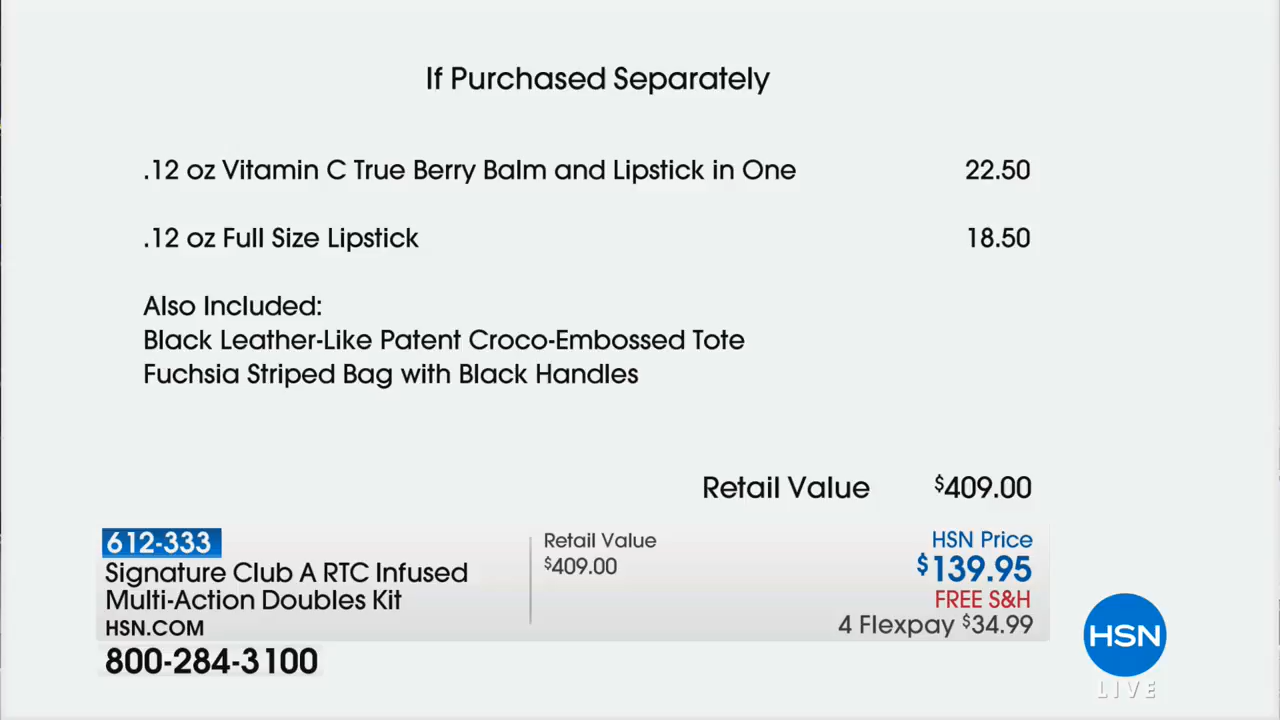 If Purchased Separately
.12 oz Vitamin C True Berry Balm and Lipstick in One 22.50
.12 oz Full Size Lipstick 18.50
Also Included:
Black Leather-Like Patent Croco-Embossed Tote
Fuchsia Striped Bag with Black Handles
Retail Value $409.00
612-333
Signature Club A RTC Infused
Multi-Action Doubles Kit
HSN.COM
800-284-3100
Retail Value
$409.00
HSN Price
$139.95
FREE S&H
4 Flexpay $34.99
HSN
LIVE